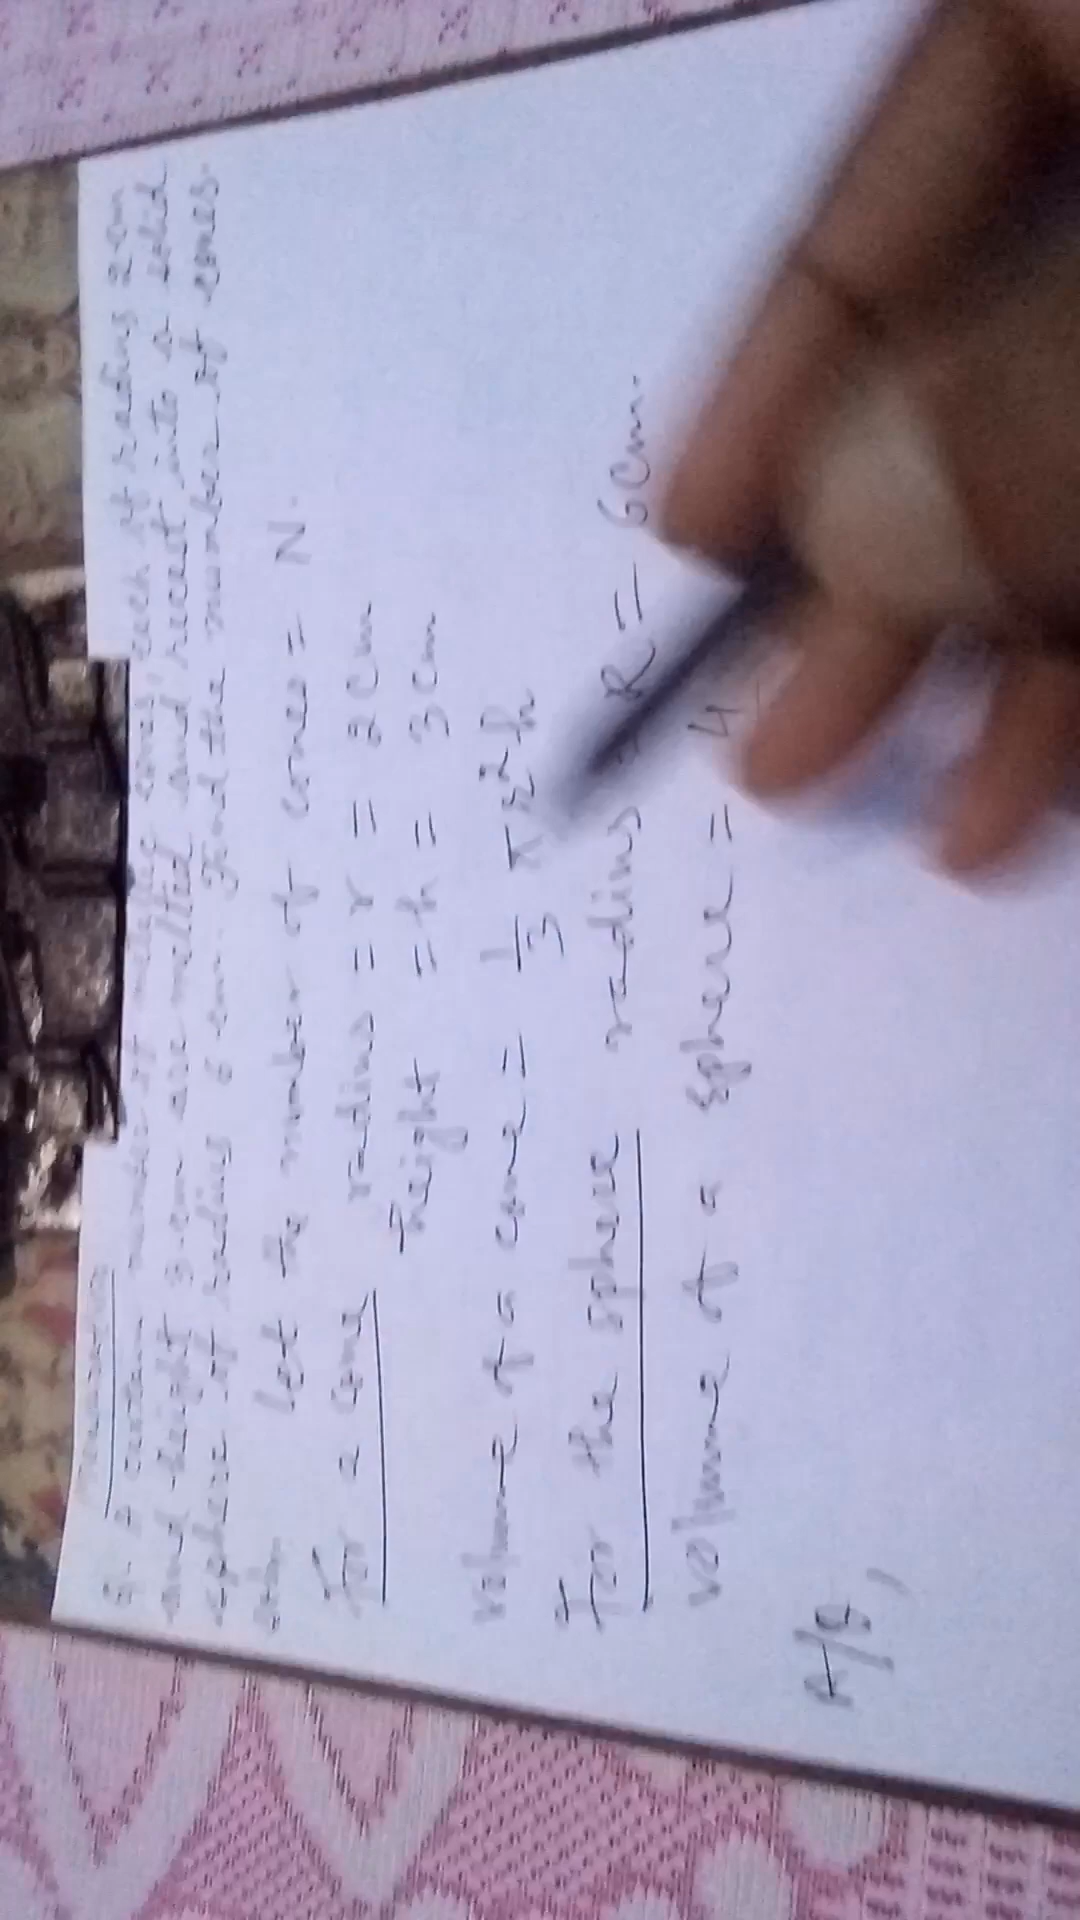 Mensuration
Q. A certain number of metallic cones, each of radius 2 cm
and height 3 cm are melted and recast into a solid
sphere of radius 6 cm. Find the number of cones.
Soln. Let the number of cones = N.
For a cone radius = r = 2 cm
height = h = 3 cm
volume of a cone = 1/3 πr²h
For the sphere radius = R = 6 cm.
volume of a sphere = 4
A/Q,